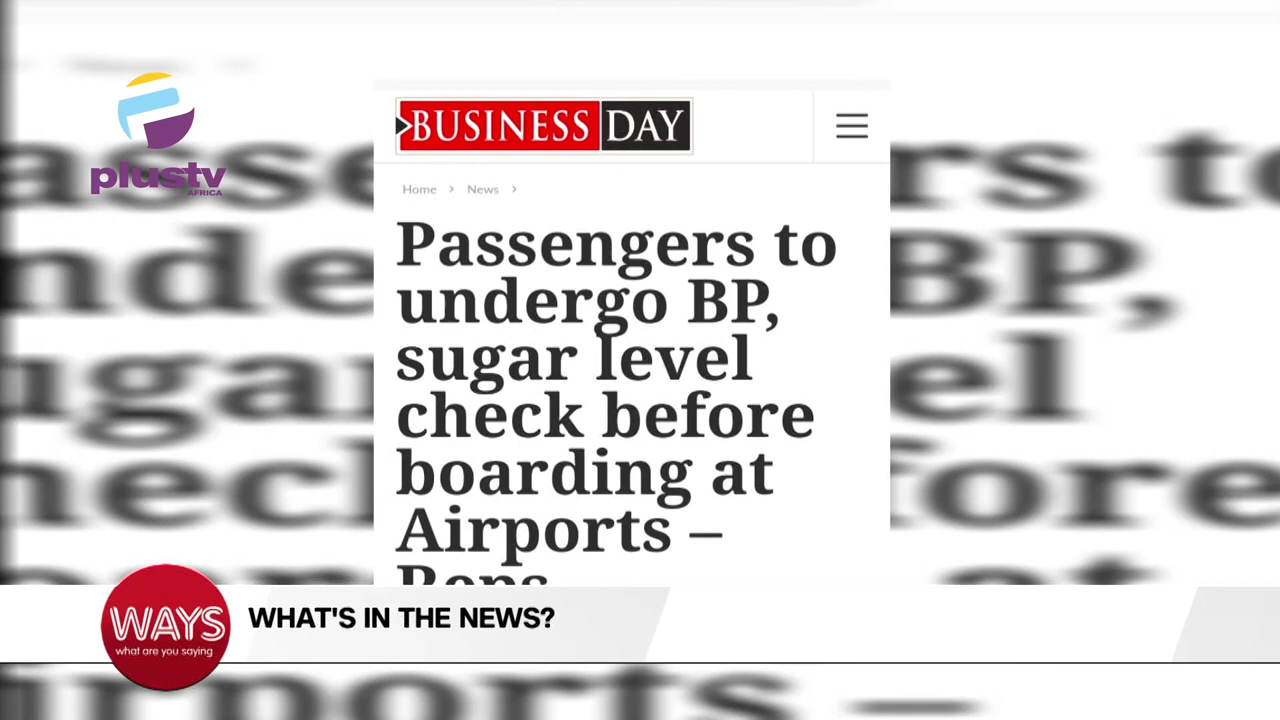 plustv
AFRICA
BUSINESS DAY
Home > News >
Passengers to
undergo BP,
sugar level
check before
boarding at
Airports –
Reps
WAYS
what are you saying
WHAT'S IN THE NEWS?